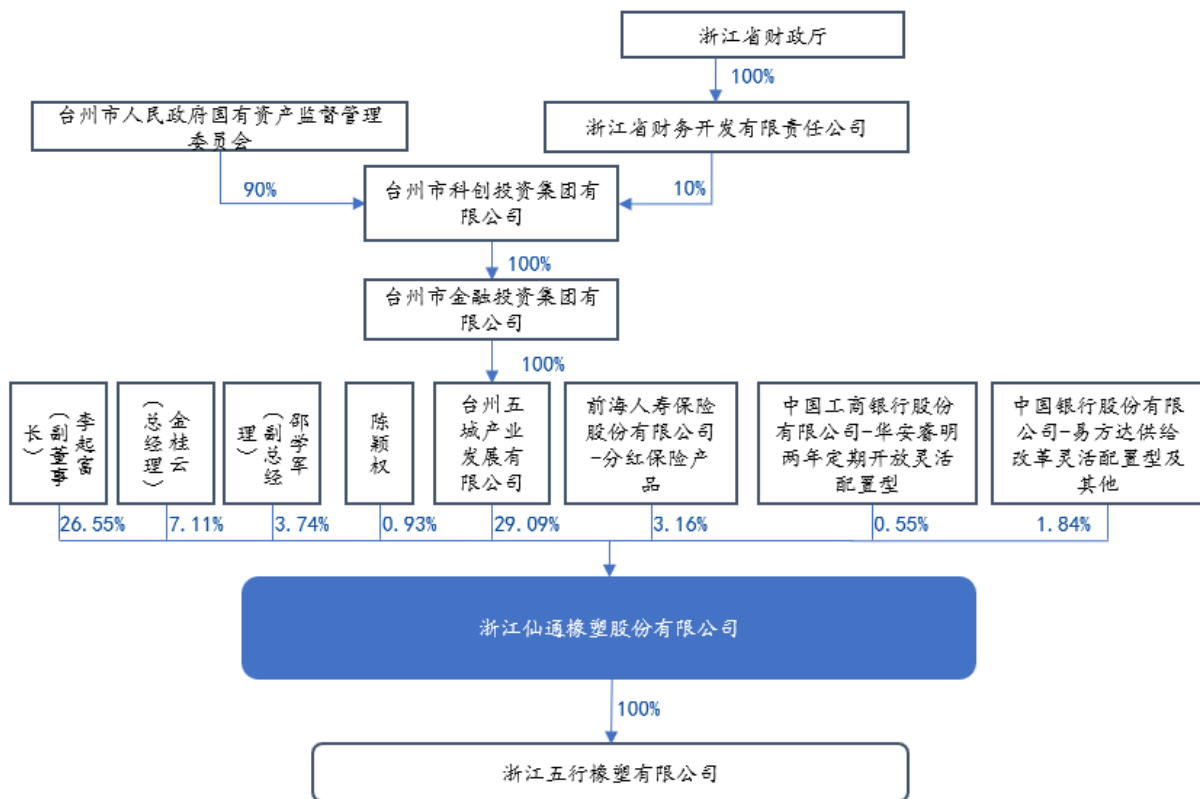 浙江省财政厅
100%
台州市人民政府国有资产监督管理
委员会
浙江省财务开发有限责任公司
90%
10%
台州市科创投资集团有
限公司
100%
台州市金融投资集团有
限公司
100%
李起富
（副董事
长）
金桂云
（总经理）
邵学军
（副总经
理）
陈颖权
台州五
城产业
发展有
限公司
前海人寿保险
股份有限公司
-分红保险产
品
中国工商银行股份
有限公司-华安睿明
两年定期开放灵活
配置型
中国银行股份有限
公司-易方达供给
改革灵活配置型及
其他
26.55%
7.11%
3.74%
0.93%
29.09%
3.16%
0.55%
1.84%
浙江仙通橡塑股份有限公司
100%
浙江五行橡塑有限公司